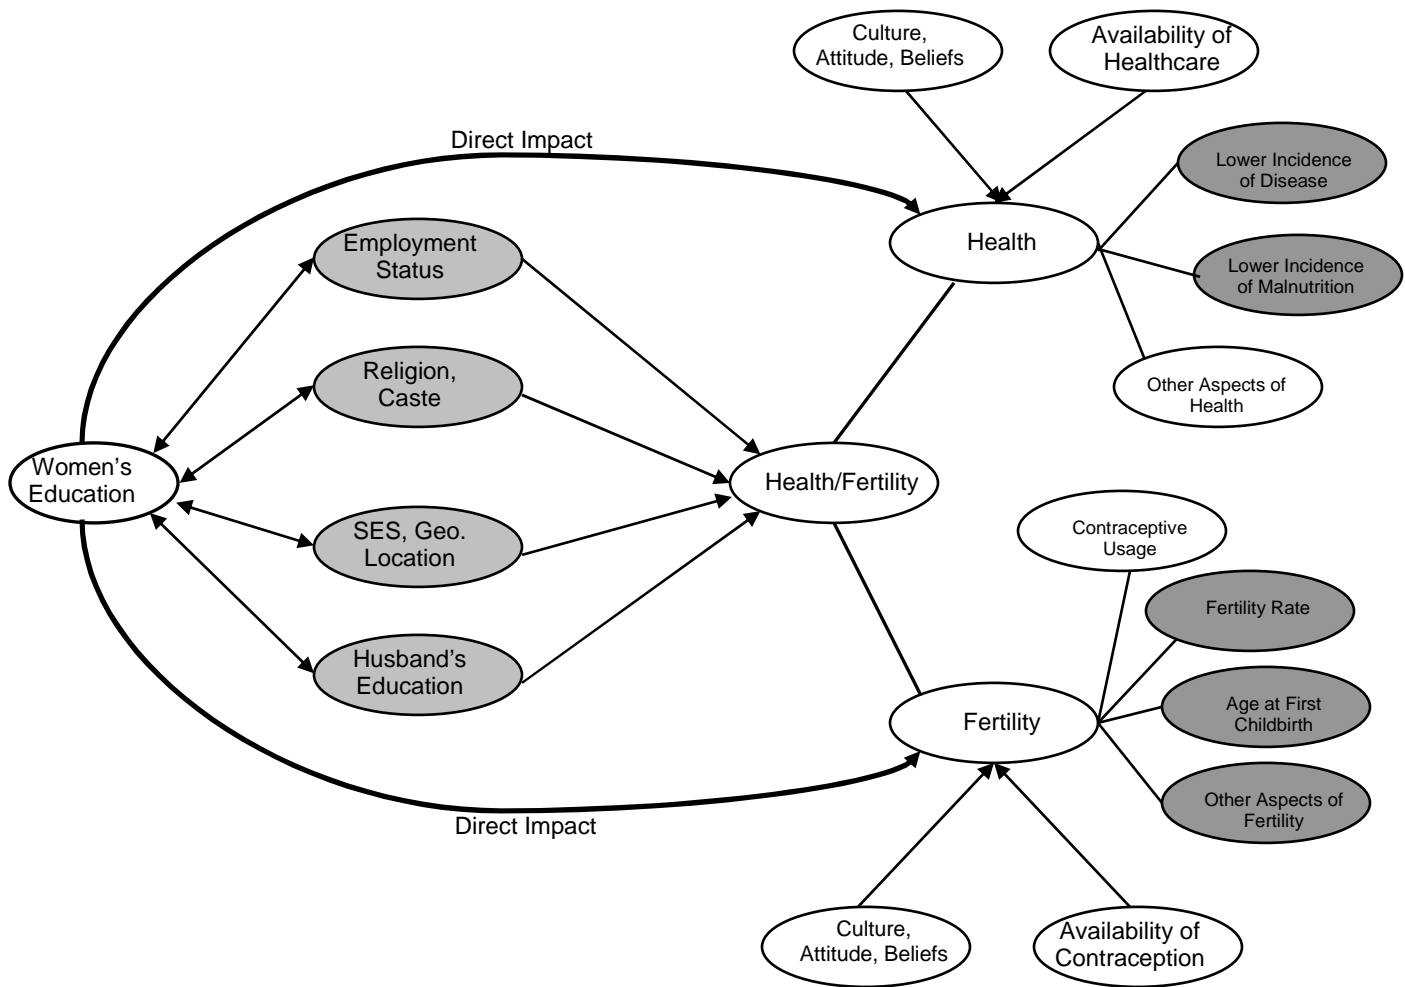 Culture,
Attitude, Beliefs
Availability of
Healthcare
Direct Impact
Lower Incidence
of Disease
Employment
Status
Health
Lower Incidence
of Malnutrition
Religion,
Caste
Other Aspects of
Health
Women's
Education
Health/Fertility
SES, Geo.
Location
Contraceptive
Usage
Fertility Rate
Husband's
Education
Age at First
Childbirth
Fertility
Other Aspects of
Fertility
Direct Impact
Culture,
Attitude, Beliefs
Availability of
Contraception